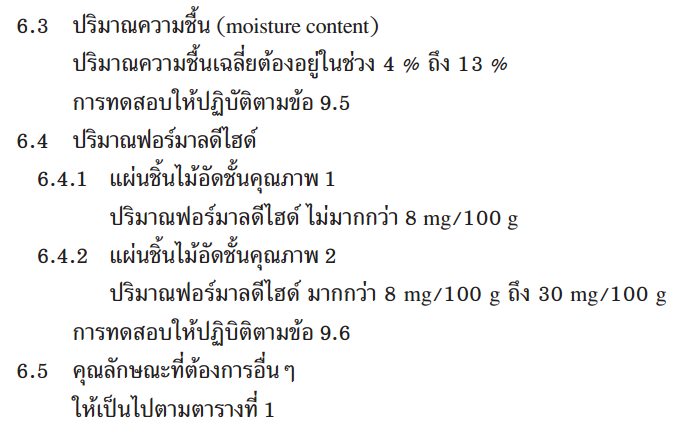 6.3 ปริมาณความชื้น (moisture content)
ปริมาณความชื้นเฉลี่ยต้องอยู่ในช่วง 4 % ถึง 13 %
การทดสอบให้ปฏิบัติตามข้อ 9.5
6.4 ปริมาณฟอร์มาลดีไฮด์
6.4.1 แผ่นชิ้นไม้อัดชั้นคุณภาพ 1
ปริมาณฟอร์มาลดีไฮด์ ไม่มากกว่า 8 mg/100 g
6.4.2 แผ่นชิ้นไม้อัดชั้นคุณภาพ 2
ปริมาณฟอร์มาลดีไฮด์ มากกว่า 8 mg/100 g ถึง 30 mg/100 g
การทดสอบให้ปฏิบิติตามข้อ 9.6
6.5 คุณลักษณะที่ต้องการอื่นๆ
ให้เป็นไปตามตารางที่ 1